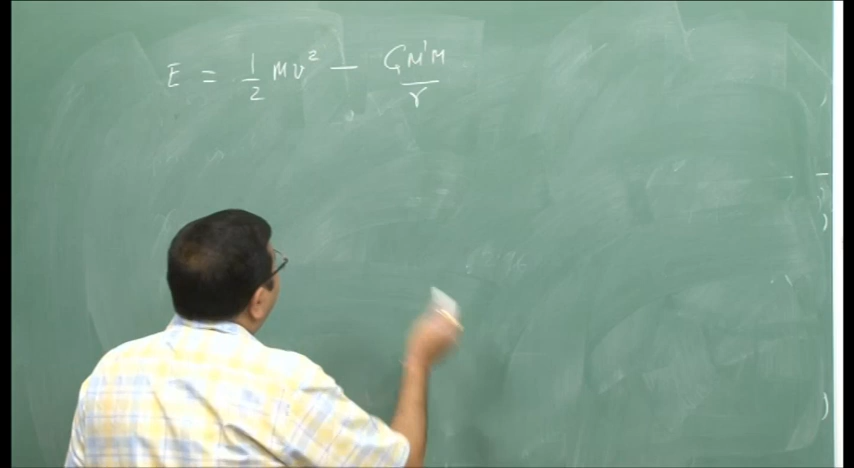 E = 1/2 Mv² − GM'M/r